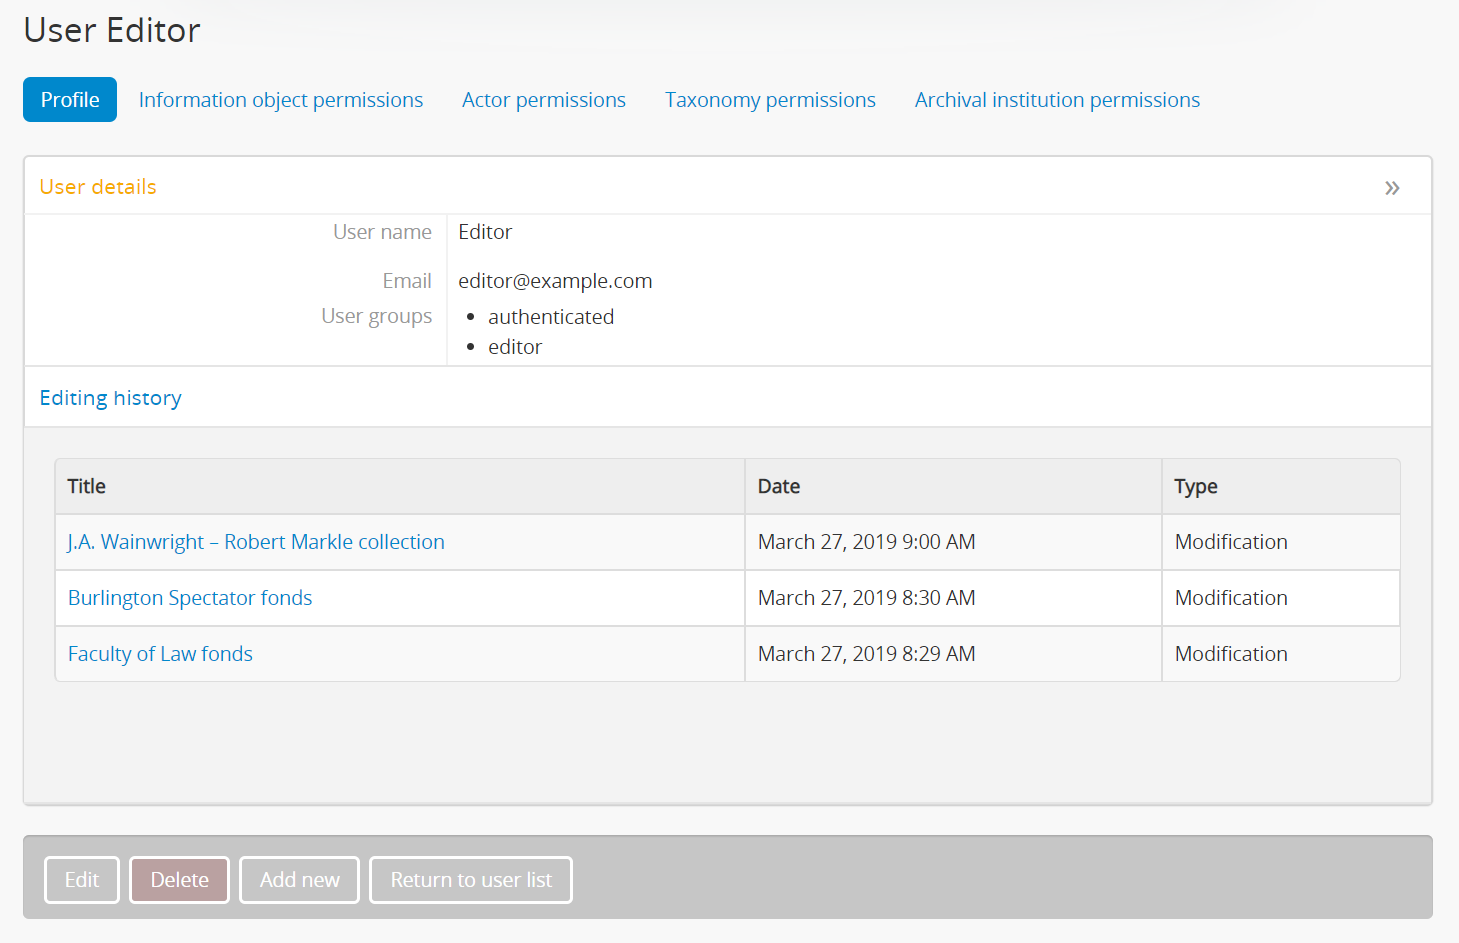 User Editor
Profile Information object permissions Actor permissions Taxonomy permissions Archival institution permissions
User details »
User name Editor
Email editor@example.com
User groups • authenticated
• editor
Editing history
Title Date Type
J.A. Wainwright – Robert Markle collection March 27, 2019 9:00 AM Modification
Burlington Spectator fonds March 27, 2019 8:30 AM Modification
Faculty of Law fonds March 27, 2019 8:29 AM Modification
Edit Delete Add new Return to user list